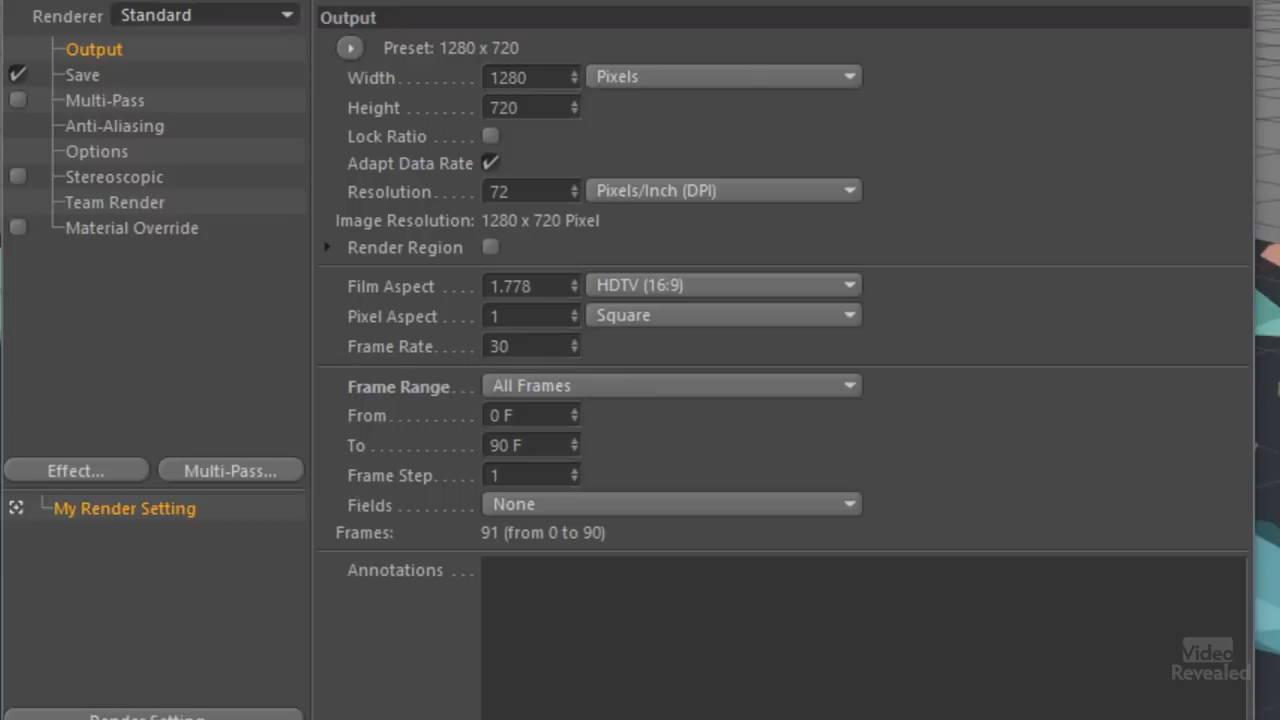 Renderer Standard
Output
Save
Multi-Pass
Anti-Aliasing
Options
Stereoscopic
Team Render
Material Override
Effect...
Multi-Pass...
My Render Setting
Render Setting
Output
Preset: 1280 x 720
Width 1280 Pixels
Height 720
Lock Ratio
Adapt Data Rate
Resolution 72 Pixels/Inch (DPI)
Image Resolution: 1280 x 720 Pixel
Render Region
Film Aspect 1.778 HDTV (16:9)
Pixel Aspect 1 Square
Frame Rate 30
Frame Range All Frames
From 0 F
To 90 F
Frame Step 1
Fields None
Frames: 91 (from 0 to 90)
Annotations
Video
Revealed